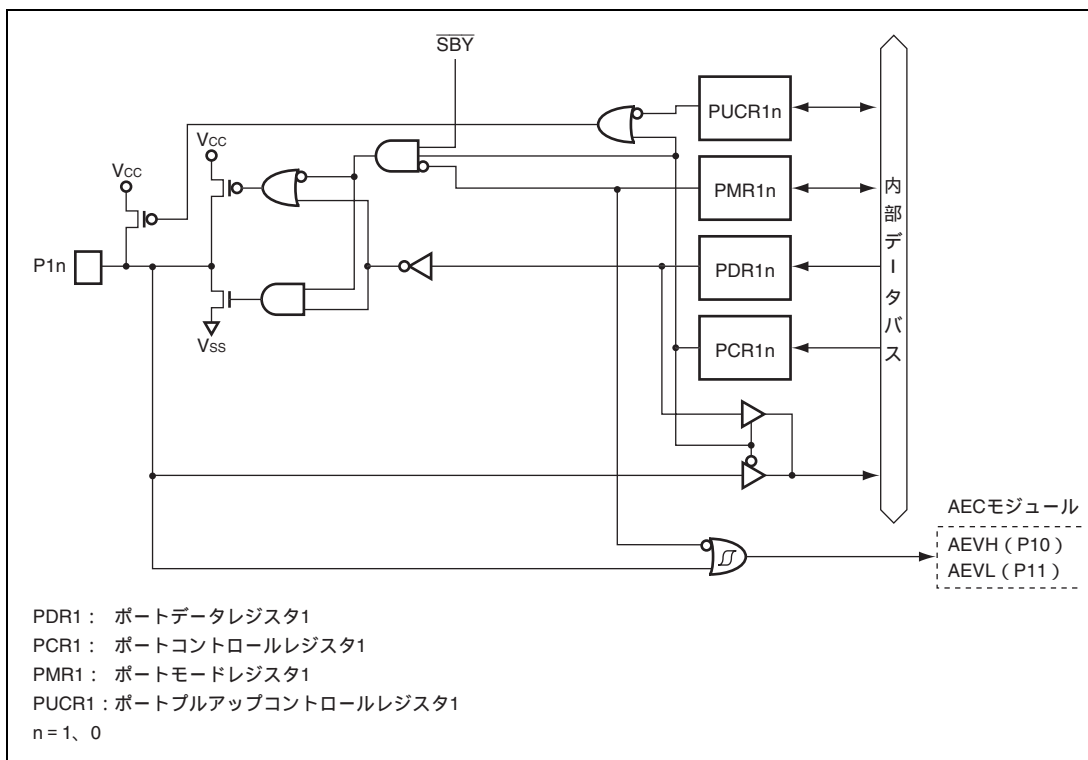 SBY
PUCR1n
VCC
VCC
PMR1n
内部データバス
P1n
PDR1n
VSS
PCR1n
AECモジュール
AEVH（P10）
AEVL（P11）
PDR1： ポートデータレジスタ1
PCR1： ポートコントロールレジスタ1
PMR1： ポートモードレジスタ1
PUCR1：ポートプルアップコントロールレジスタ1
n = 1、0